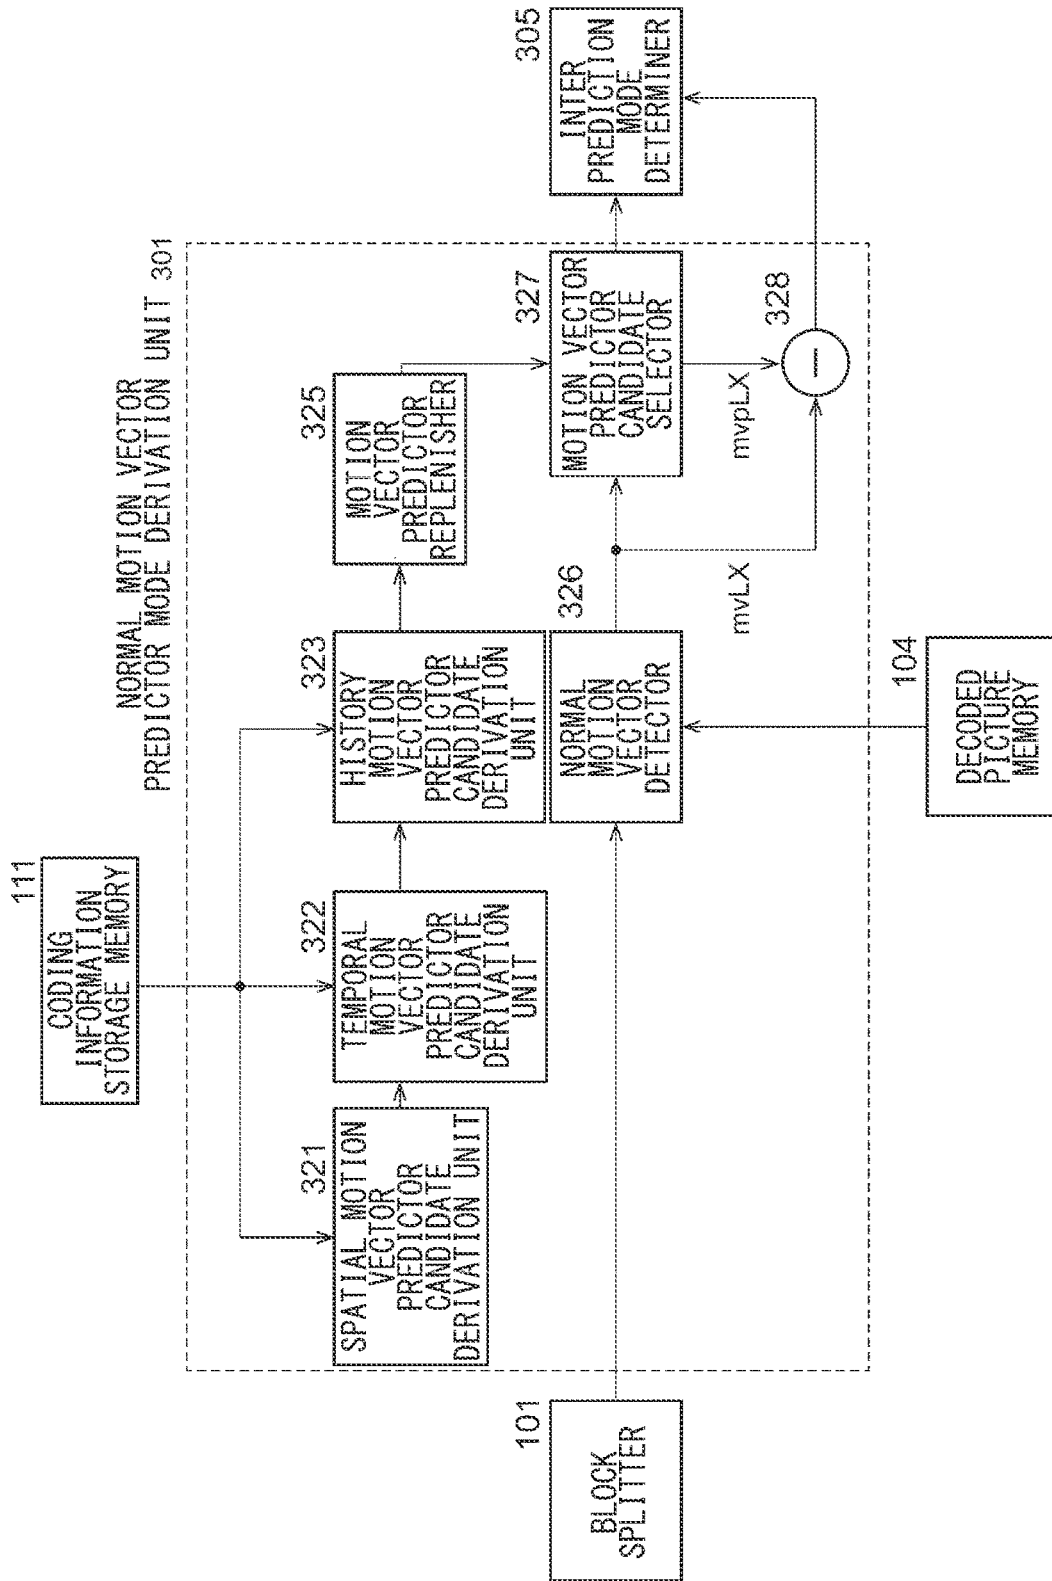 NORMAL MOTION VECTOR
PREDICTOR MODE DERIVATION UNIT 301
111
CODING
INFORMATION
STORAGE MEMORY
321
SPATIAL MOTION
VECTOR
PREDICTOR
CANDIDATE
DERIVATION UNIT
322
TEMPORAL
MOTION
VECTOR
PREDICTOR
CANDIDATE
DERIVATION
UNIT
323
HISTORY
MOTION
VECTOR
PREDICTOR
CANDIDATE
DERIVATION
UNIT
325
MOTION
VECTOR
PREDICTOR
REPLENISHER
101
BLOCK
SPLITTER
326
NORMAL
MOTION
VECTOR
DETECTOR
327
MOTION VECTOR
PREDICTOR
CANDIDATE
SELECTOR
305
INTER
PREDICTION
MODE
DETERMINER
mvLX
mvpLX
328
−
104
DECODED
PICTURE
MEMORY